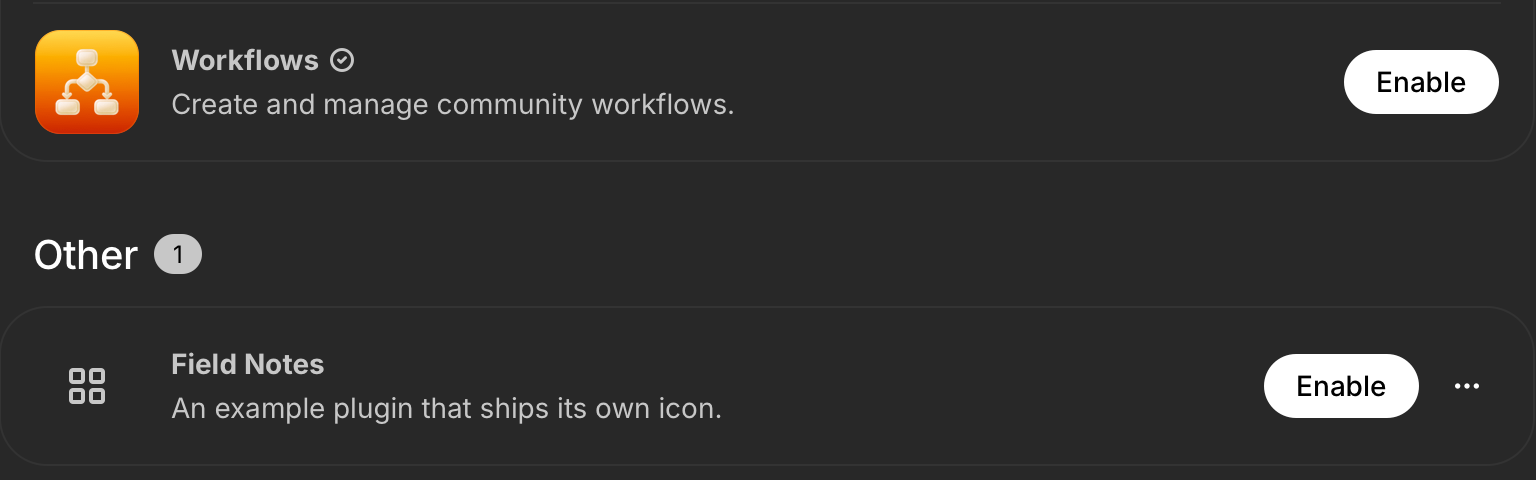 Workflows
Enable
Create and manage community workflows.
Other 1
Field Notes
Enable
An example plugin that ships its own icon.